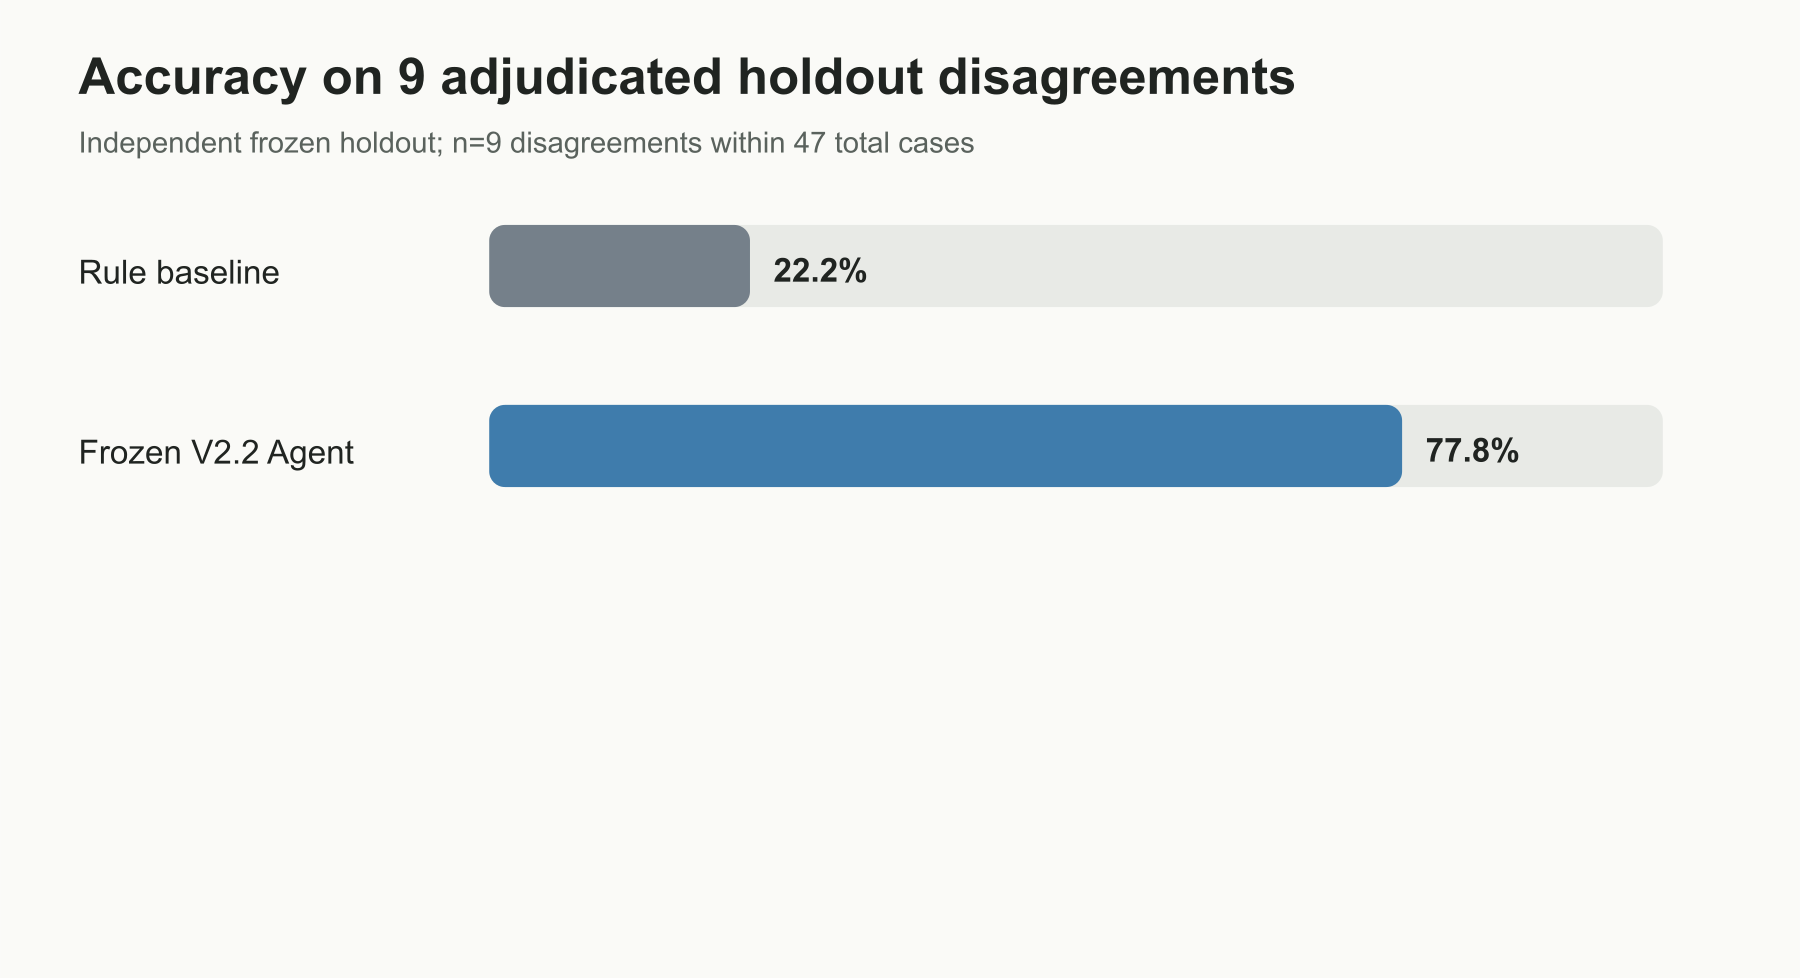 Accuracy on 9 adjudicated holdout disagreements
Independent frozen holdout; n=9 disagreements within 47 total cases
Rule baseline
22.2%
Frozen V2.2 Agent
77.8%